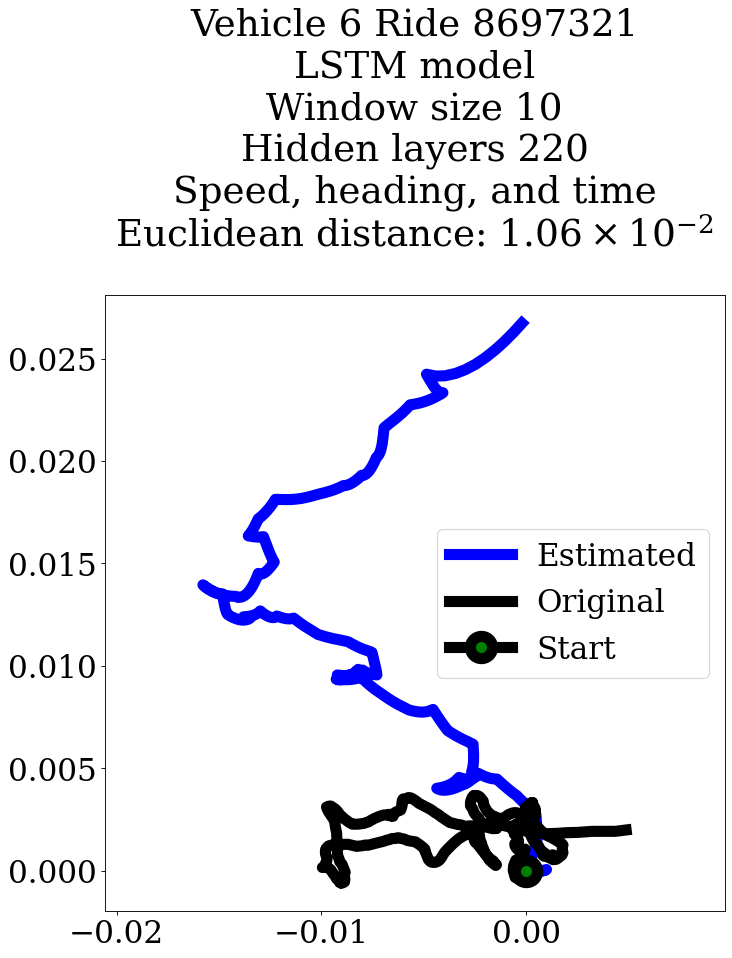 Vehicle 6 Ride 8697321
LSTM model
Window size 10
Hidden layers 220
Speed, heading, and time
Euclidean distance: 1.06 × 10⁻²
0.025
0.020
0.015
0.010
0.005
0.000
Estimated
Original
Start
−0.02
−0.01
0.00